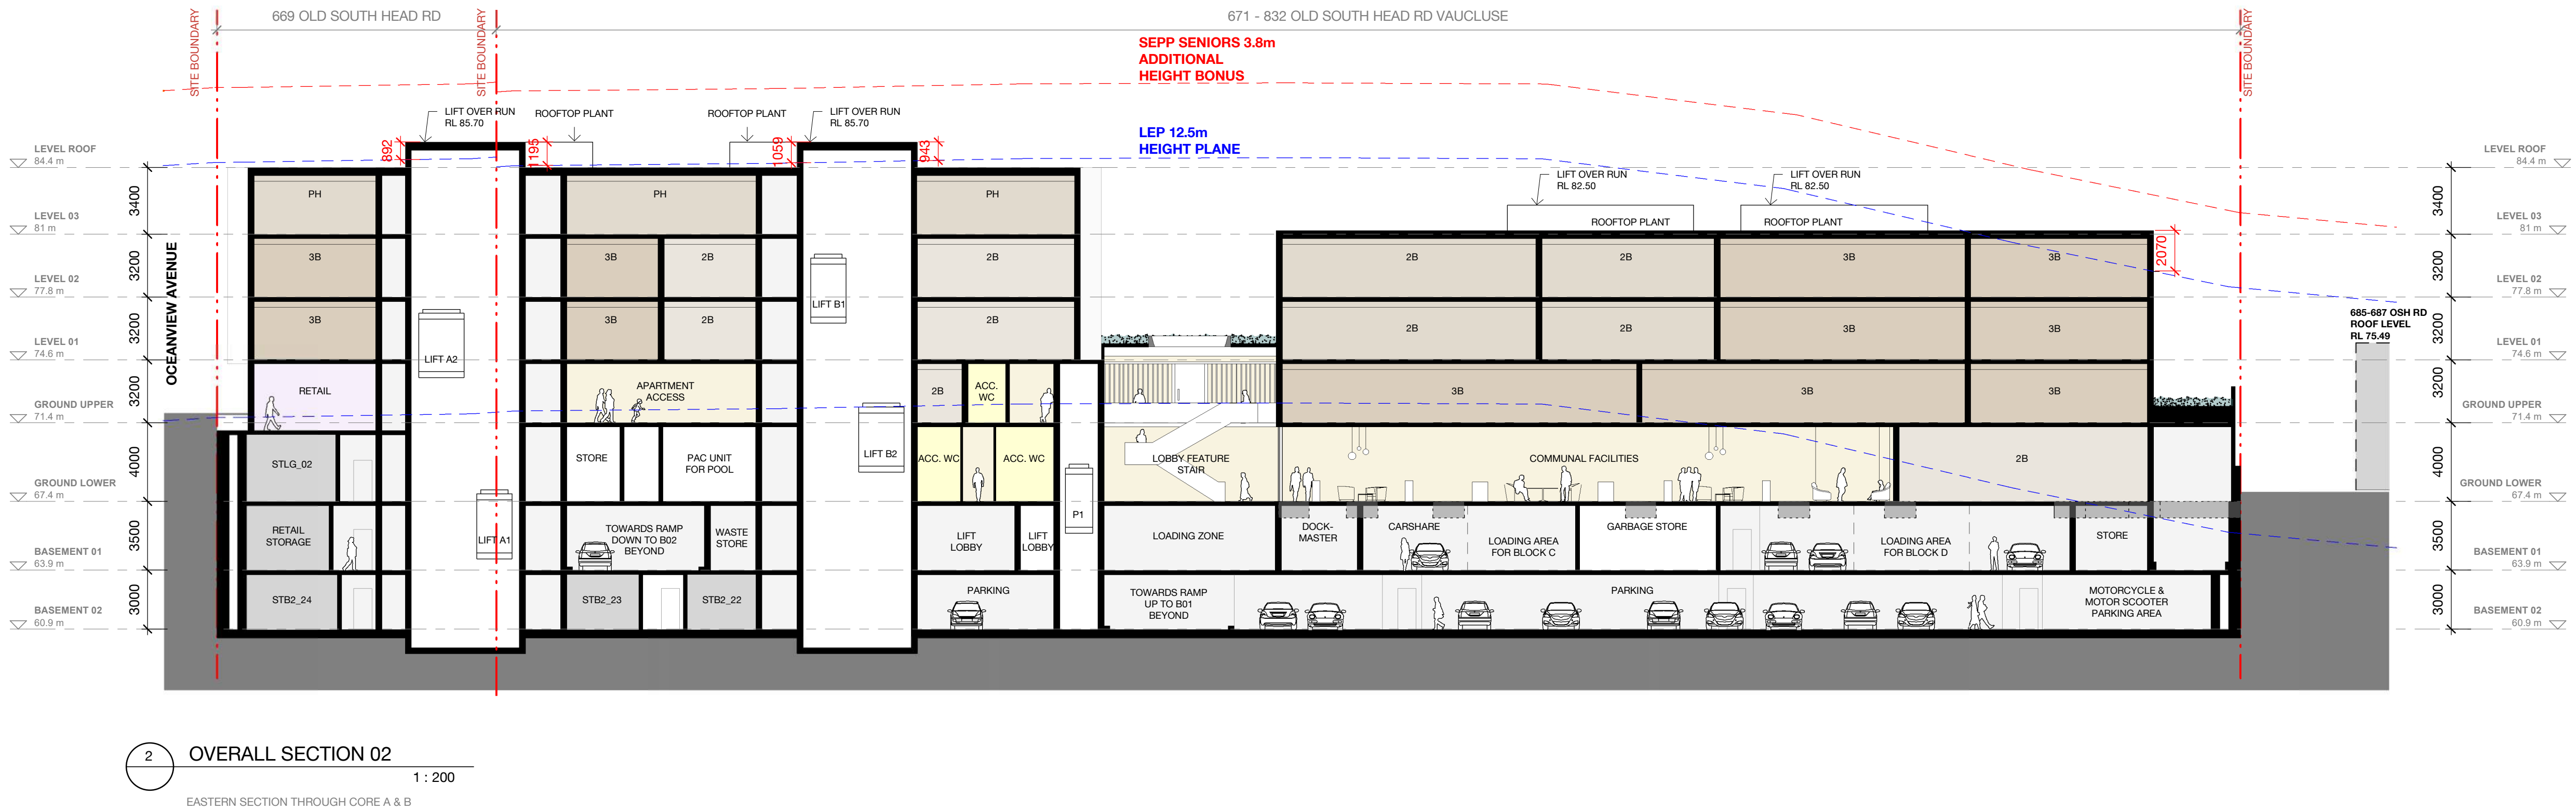 669 OLD SOUTH HEAD RD
671 - 832 OLD SOUTH HEAD RD VAUCLUSE
SITE BOUNDARY
SITE BOUNDARY
SITE BOUNDARY
SEPP SENIORS 3.8m
ADDITIONAL
HEIGHT BONUS
LEP 12.5m
HEIGHT PLANE
LIFT OVER RUN
RL 85.70
ROOFTOP PLANT
ROOFTOP PLANT
LIFT OVER RUN
RL 85.70
892
1195
1059
943
LIFT OVER RUN
RL 82.50
LIFT OVER RUN
RL 82.50
ROOFTOP PLANT
ROOFTOP PLANT
2070
LEVEL ROOF
84.4 m
LEVEL 03
81 m
LEVEL 02
77.8 m
LEVEL 01
74.6 m
GROUND UPPER
71.4 m
GROUND LOWER
67.4 m
BASEMENT 01
63.9 m
BASEMENT 02
60.9 m
3400
3200
3200
3200
4000
3500
3000
OCEANVIEW AVENUE
PH
PH
PH
3B
3B
2B
2B
2B
2B
3B
3B
3B
3B
2B
2B
2B
2B
3B
3B
LIFT A2
LIFT B1
RETAIL
APARTMENT
ACCESS
2B
ACC.
WC
3B
3B
3B
LIFT B2
STLG_02
STORE
PAC UNIT
FOR POOL
ACC. WC
ACC. WC
LOBBY FEATURE
STAIR
COMMUNAL FACILITIES
2B
LIFT A1
P1
RETAIL
STORAGE
TOWARDS RAMP
DOWN TO B02
BEYOND
WASTE
STORE
LIFT
LOBBY
LIFT
LOBBY
LOADING ZONE
DOCK-
MASTER
CARSHARE
LOADING AREA
FOR BLOCK C
GARBAGE STORE
LOADING AREA
FOR BLOCK D
STORE
STB2_24
STB2_23
STB2_22
PARKING
TOWARDS RAMP
UP TO B01
BEYOND
PARKING
MOTORCYCLE &
MOTOR SCOOTER
PARKING AREA
685-687 OSH RD
ROOF LEVEL
RL 75.49
3400
3200
3200
3200
4000
3500
3000
LEVEL ROOF
84.4 m
LEVEL 03
81 m
LEVEL 02
77.8 m
LEVEL 01
74.6 m
GROUND UPPER
71.4 m
GROUND LOWER
67.4 m
BASEMENT 01
63.9 m
BASEMENT 02
60.9 m
2
OVERALL SECTION 02
1 : 200
EASTERN SECTION THROUGH CORE A & B